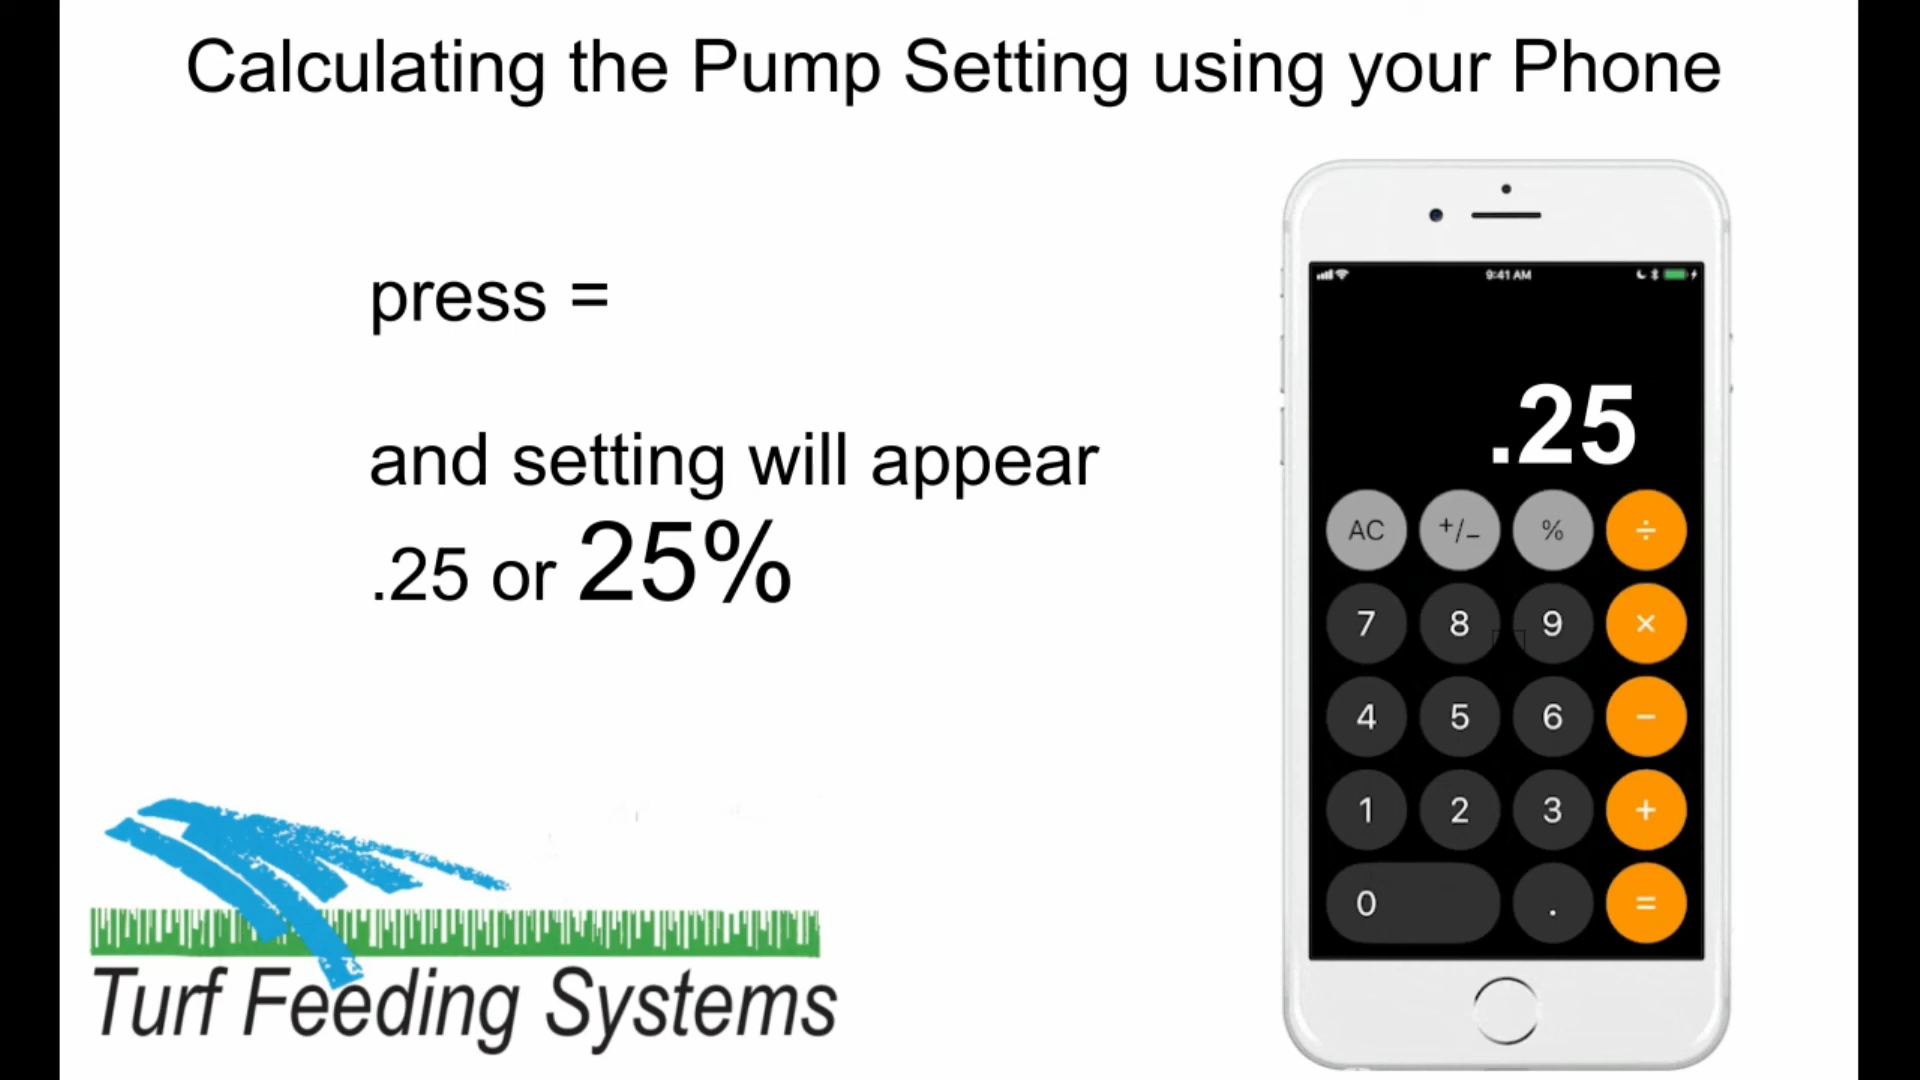 Calculating the Pump Setting using your Phone
press =
and setting will appear
.25 or 25%
9:41 AM
.25
AC +/− % ÷
7 8 9 ×
4 5 6 −
1 2 3 +
0 . =
Turf Feeding Systems